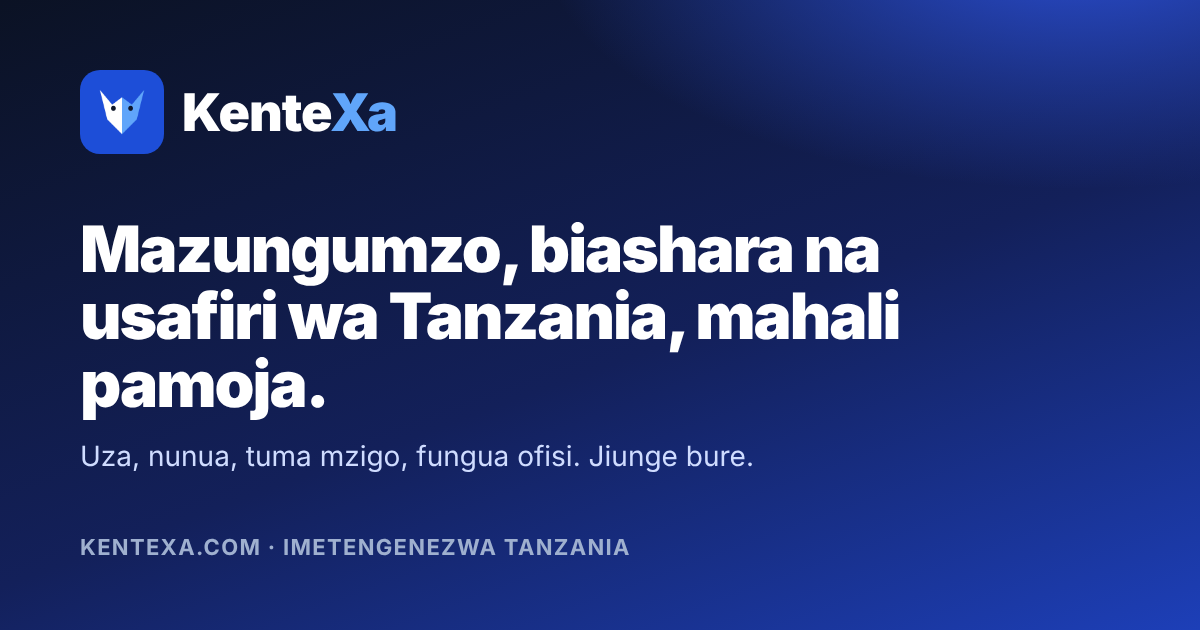 KenteXa
Mazungumzo, biashara na
usafiri wa Tanzania, mahali
pamoja.
Uza, nunua, tuma mzigo, fungua ofisi. Jiunge bure.
KENTEXA.COM · IMETENGENEZWA TANZANIA